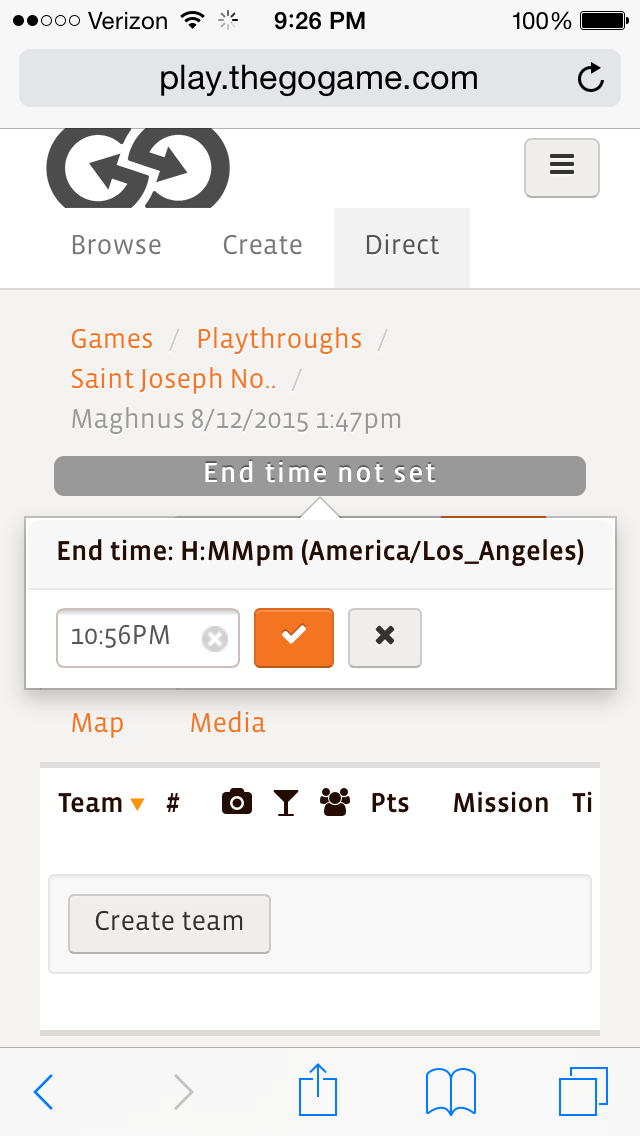 Verizon 9:26 PM 100%
play.thegogame.com
GO
Browse Create Direct
Games / Playthroughs /
Saint Joseph No.. /
Maghnus 8/12/2015 1:47pm
End time not set
End time: H:MMpm (America/Los_Angeles)
10:56PM
Map Media
Team # Pts Mission Ti
Create team